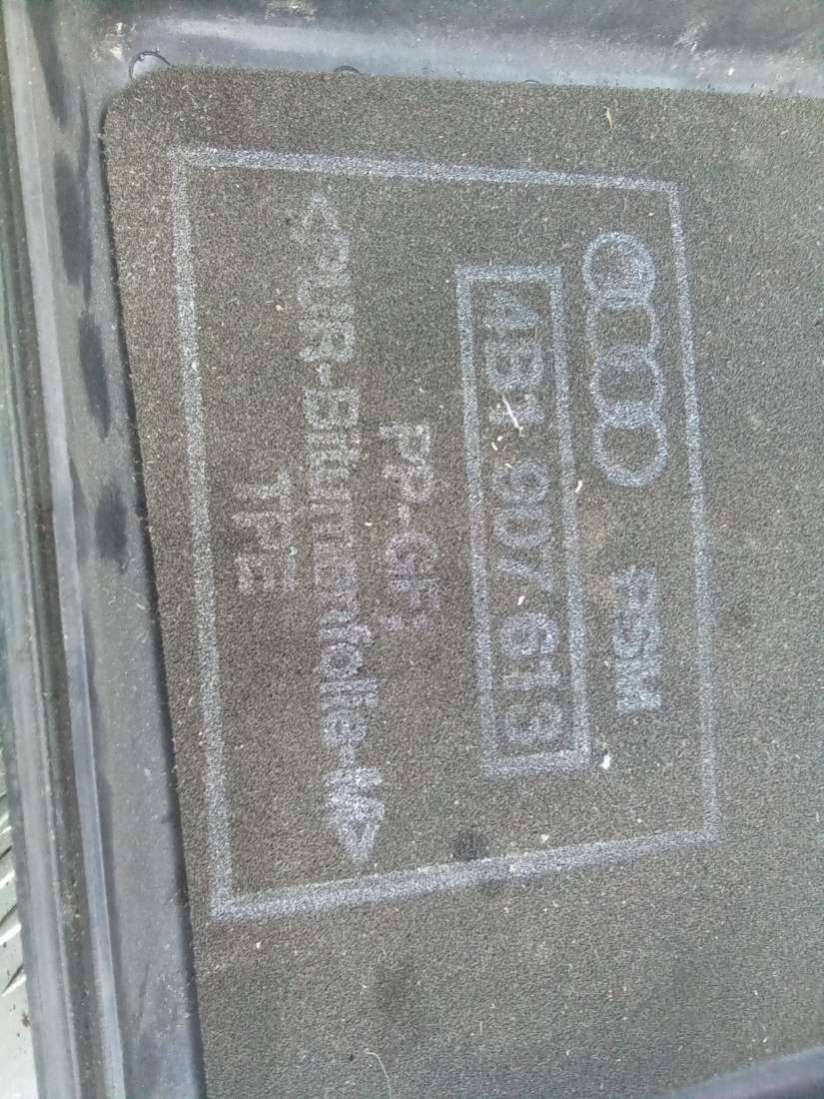 PSM
4B1 907 613
PP-GF;
<PUR-Bitumenfolie-W>
TPE